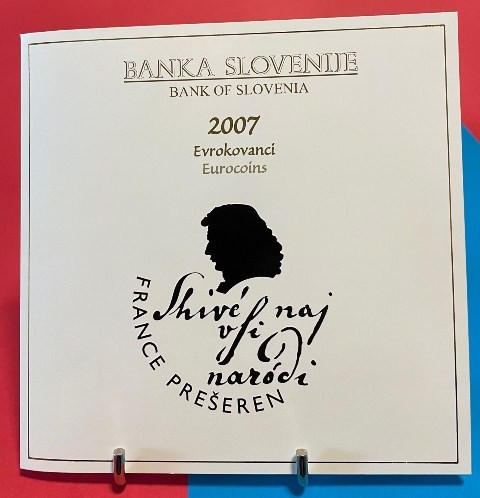 BANKA SLOVENIJE
BANK OF SLOVENIA
2007
Evrokovanci
Eurocoins
Shivé naj
vſi
naródi
FRANCE PREŠEREN